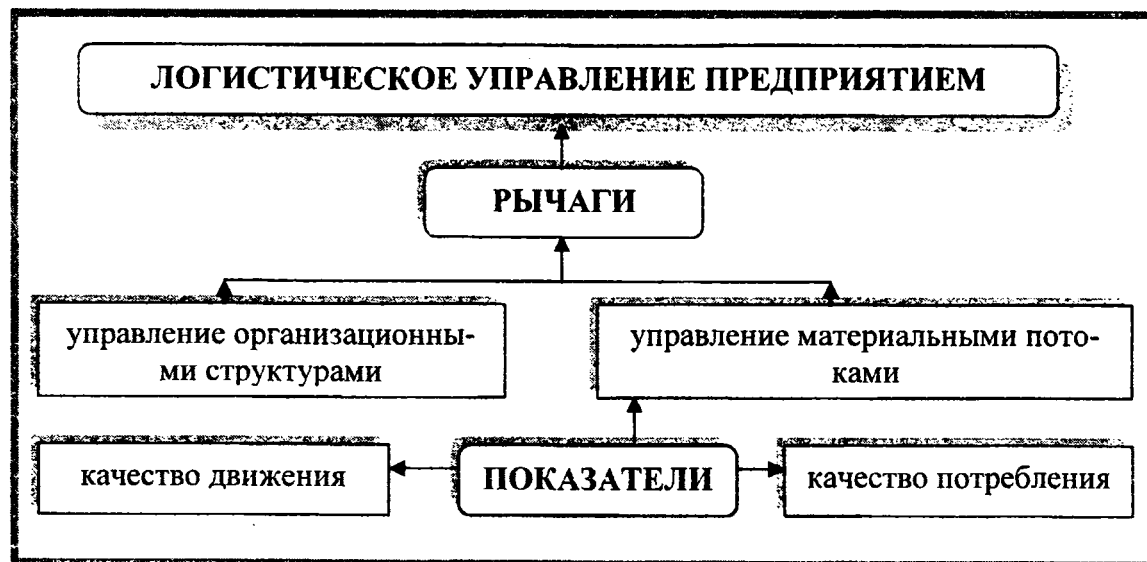 ЛОГИСТИЧЕСКОЕ УПРАВЛЕНИЕ ПРЕДПРИЯТИЕМ
РЫЧАГИ
управление организационны-
ми структурами
управление материальными пото-
ками
качество движения
ПОКАЗАТЕЛИ
качество потребления